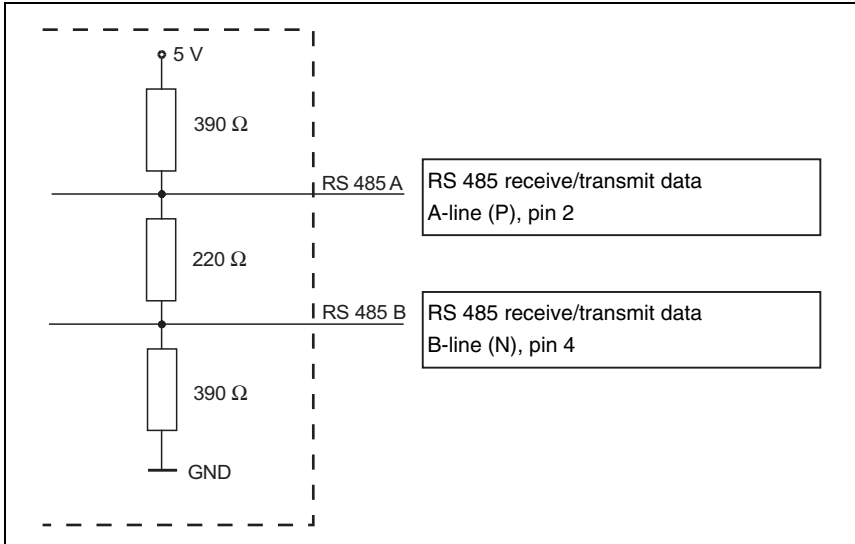 5 V
390 Ω
RS 485 A
RS 485 receive/transmit data
A-line (P), pin 2
220 Ω
RS 485 B
RS 485 receive/transmit data
B-line (N), pin 4
390 Ω
GND